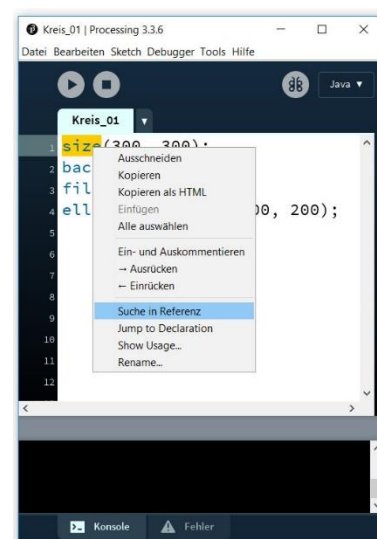 Kreis_01 | Processing 3.3.6
Datei Bearbeiten Sketch Debugger Tools Hilfe
Java
Kreis_01
1 size(300, 300);
2 bac
3 fil
4 ell 00, 200);
5
6
7
8
9
10
11
12
Ausschneiden
Kopieren
Kopieren als HTML
Einfügen
Alle auswählen
Ein- und Auskommentieren
→ Ausrücken
← Einrücken
Suche in Referenz
Jump to Declaration
Show Usage...
Rename...
>_ Konsole Fehler